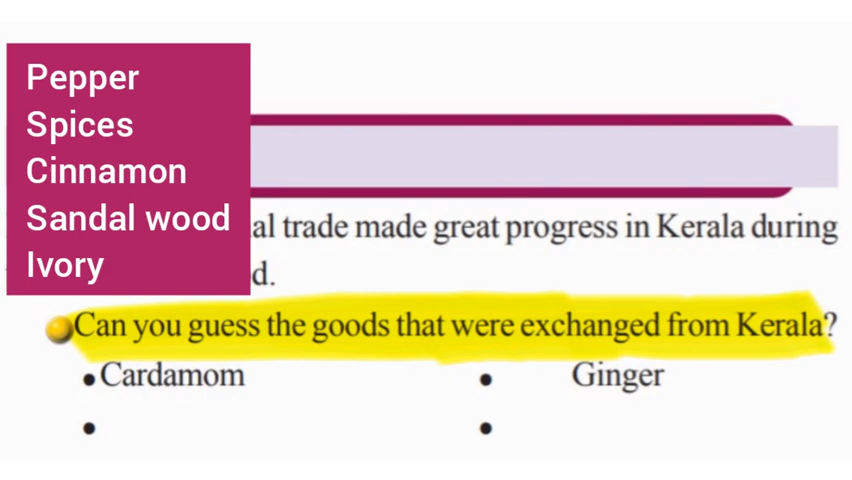 Pepper
Spices
Cinnamon
Sandal wood
Ivory
al trade made great progress in Kerala during
d.
Can you guess the goods that were exchanged from Kerala?
• Cardamom • Ginger
• •